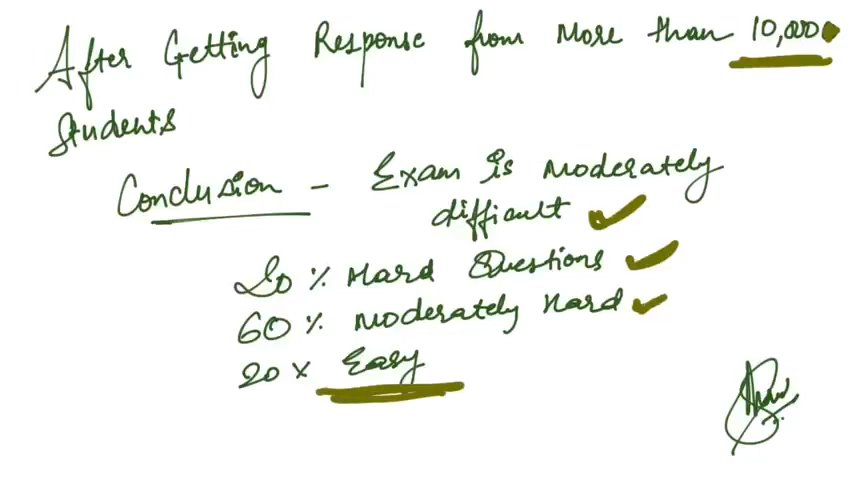 After Getting Response from More than 10,000
Students
Conclusion - Exam is Moderately
difficult
20 % Hard Questions
60 % Moderately Hard
20 % Easy